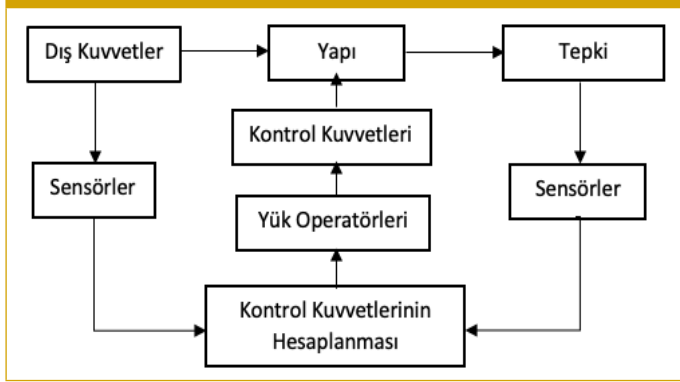 Dış Kuvvetler
Yapı
Tepki
Kontrol Kuvvetleri
Sensörler
Sensörler
Yük Operatörleri
Kontrol Kuvvetlerinin
Hesaplanması